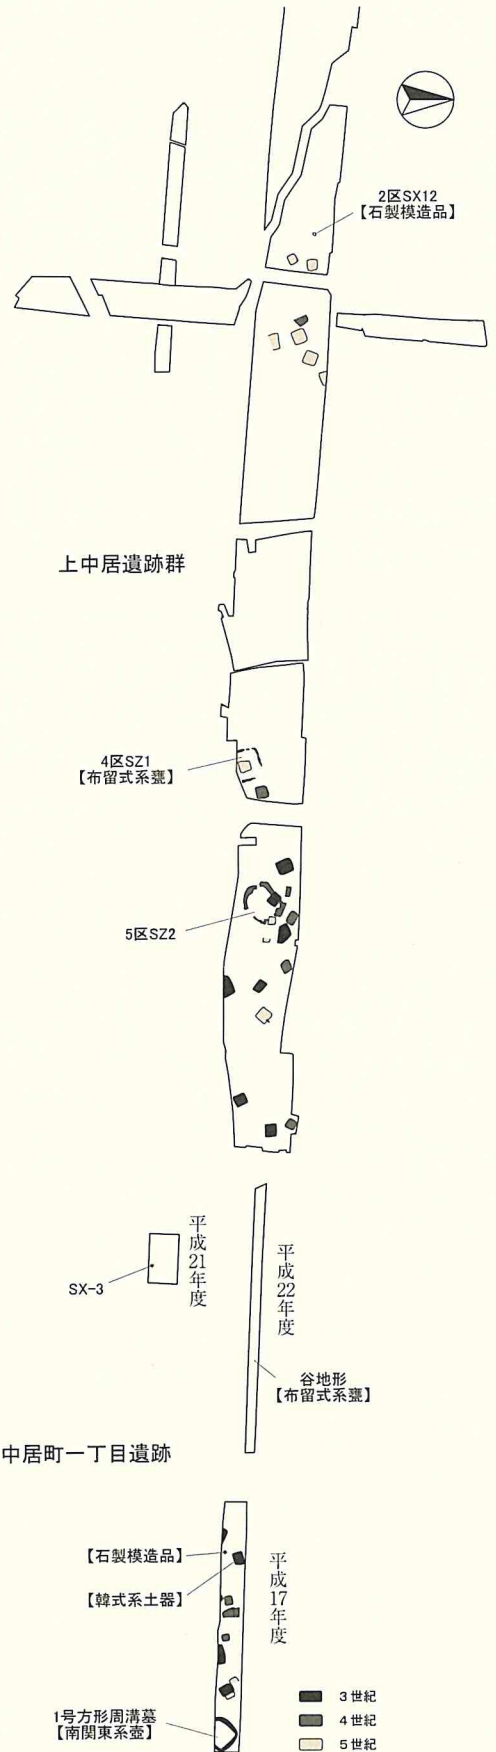 2区SX12
【石製模造品】
上中居遺跡群
4区SZ1
【布留式系甕】
5区SZ2
平成21年度
平成22年度
SX-3
谷地形
【布留式系甕】
中居町一丁目遺跡
【石製模造品】
【韓式系土器】
平成17年度
1号方形周溝墓
【南関東系壺】
3世紀
4世紀
5世紀